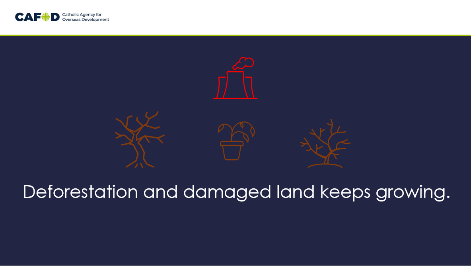 CAFOD
Catholic Agency for
Overseas Development
Deforestation and damaged land keeps growing.